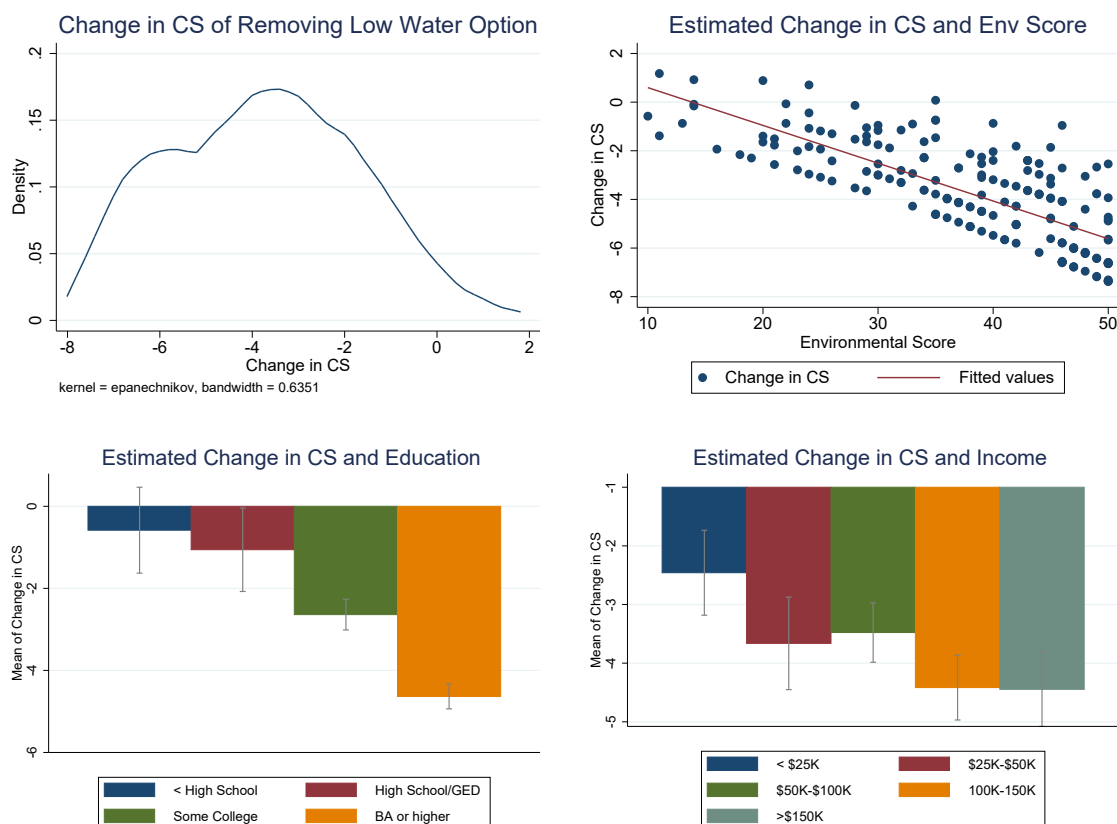 Change in CS of Removing Low Water Option
Density
.2
.15
.1
.05
0
-8 -6 -4 -2 0 2
Change in CS
kernel = epanechnikov, bandwidth = 0.6351
Estimated Change in CS and Env Score
Change in CS
2
0
-2
-4
-6
-8
10 20 30 40 50
Environmental Score
Change in CS Fitted values
Estimated Change in CS and Education
Mean of Change in CS
0
-2
-4
-6
< High School High School/GED
Some College BA or higher
Estimated Change in CS and Income
Mean of Change in CS
-1
-2
-3
-4
-5
< $25K $25K-$50K
$50K-$100K 100K-150K
>$150K